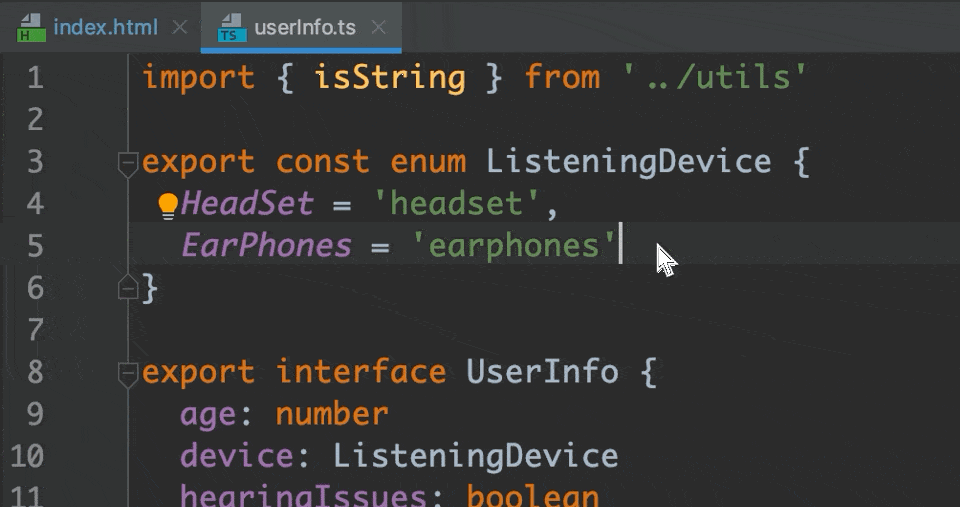 H index.html × TS userInfo.ts ×
1 import { isString } from '../utils'
2
3 export const enum ListeningDevice {
4 HeadSet = 'headset',
5 EarPhones = 'earphones'
6 }
7
8 export interface UserInfo {
9 age: number
10 device: ListeningDevice
11 hearingIssues: boolean